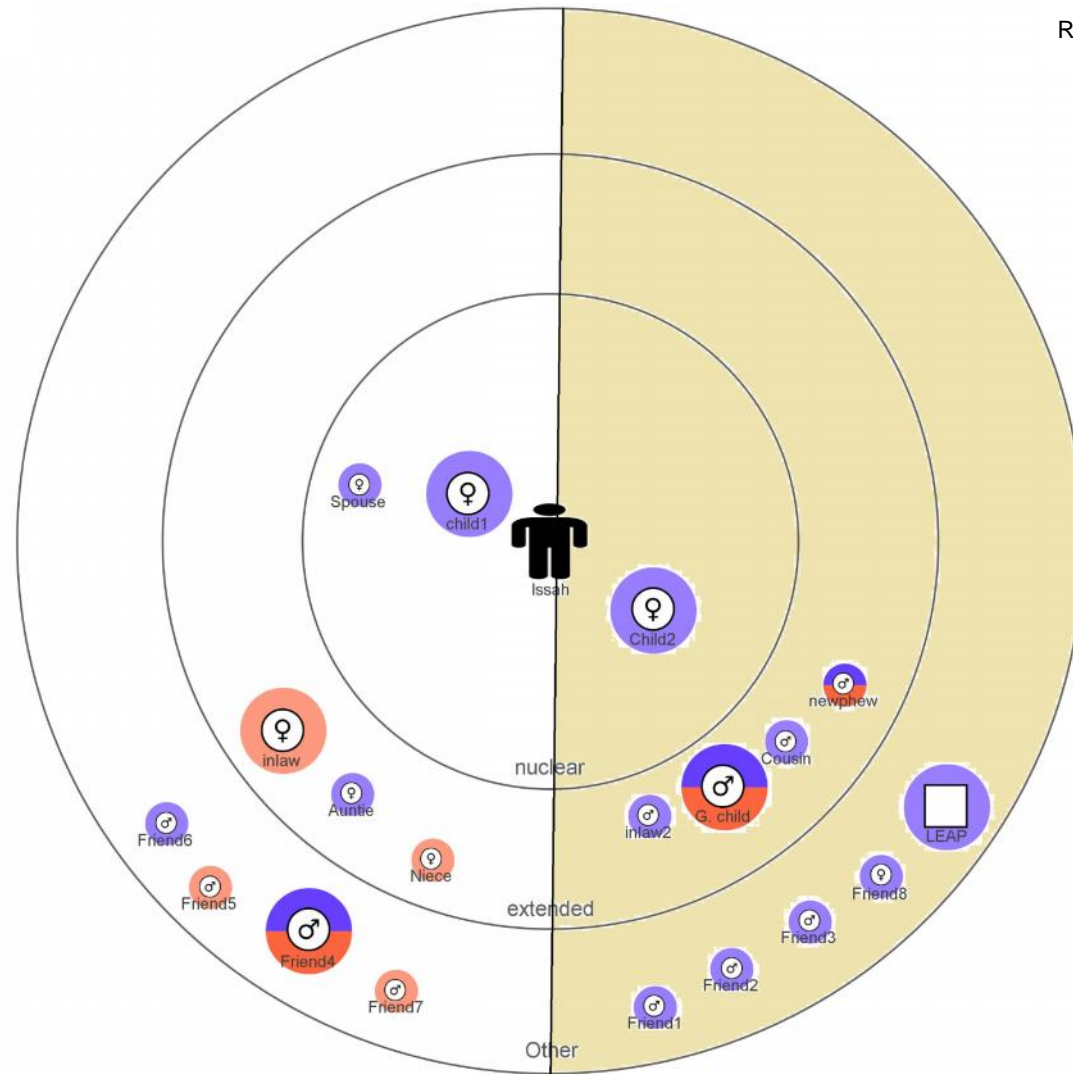 R
Spouse
child1
Issah
Child2
newphew
inlaw
nuclear
Cousin
Auntie
G. child
inlaw2
Friend6
LEAP
Niece
Friend8
Friend5
extended
Friend3
Friend4
Friend2
Friend7
Friend1
Other